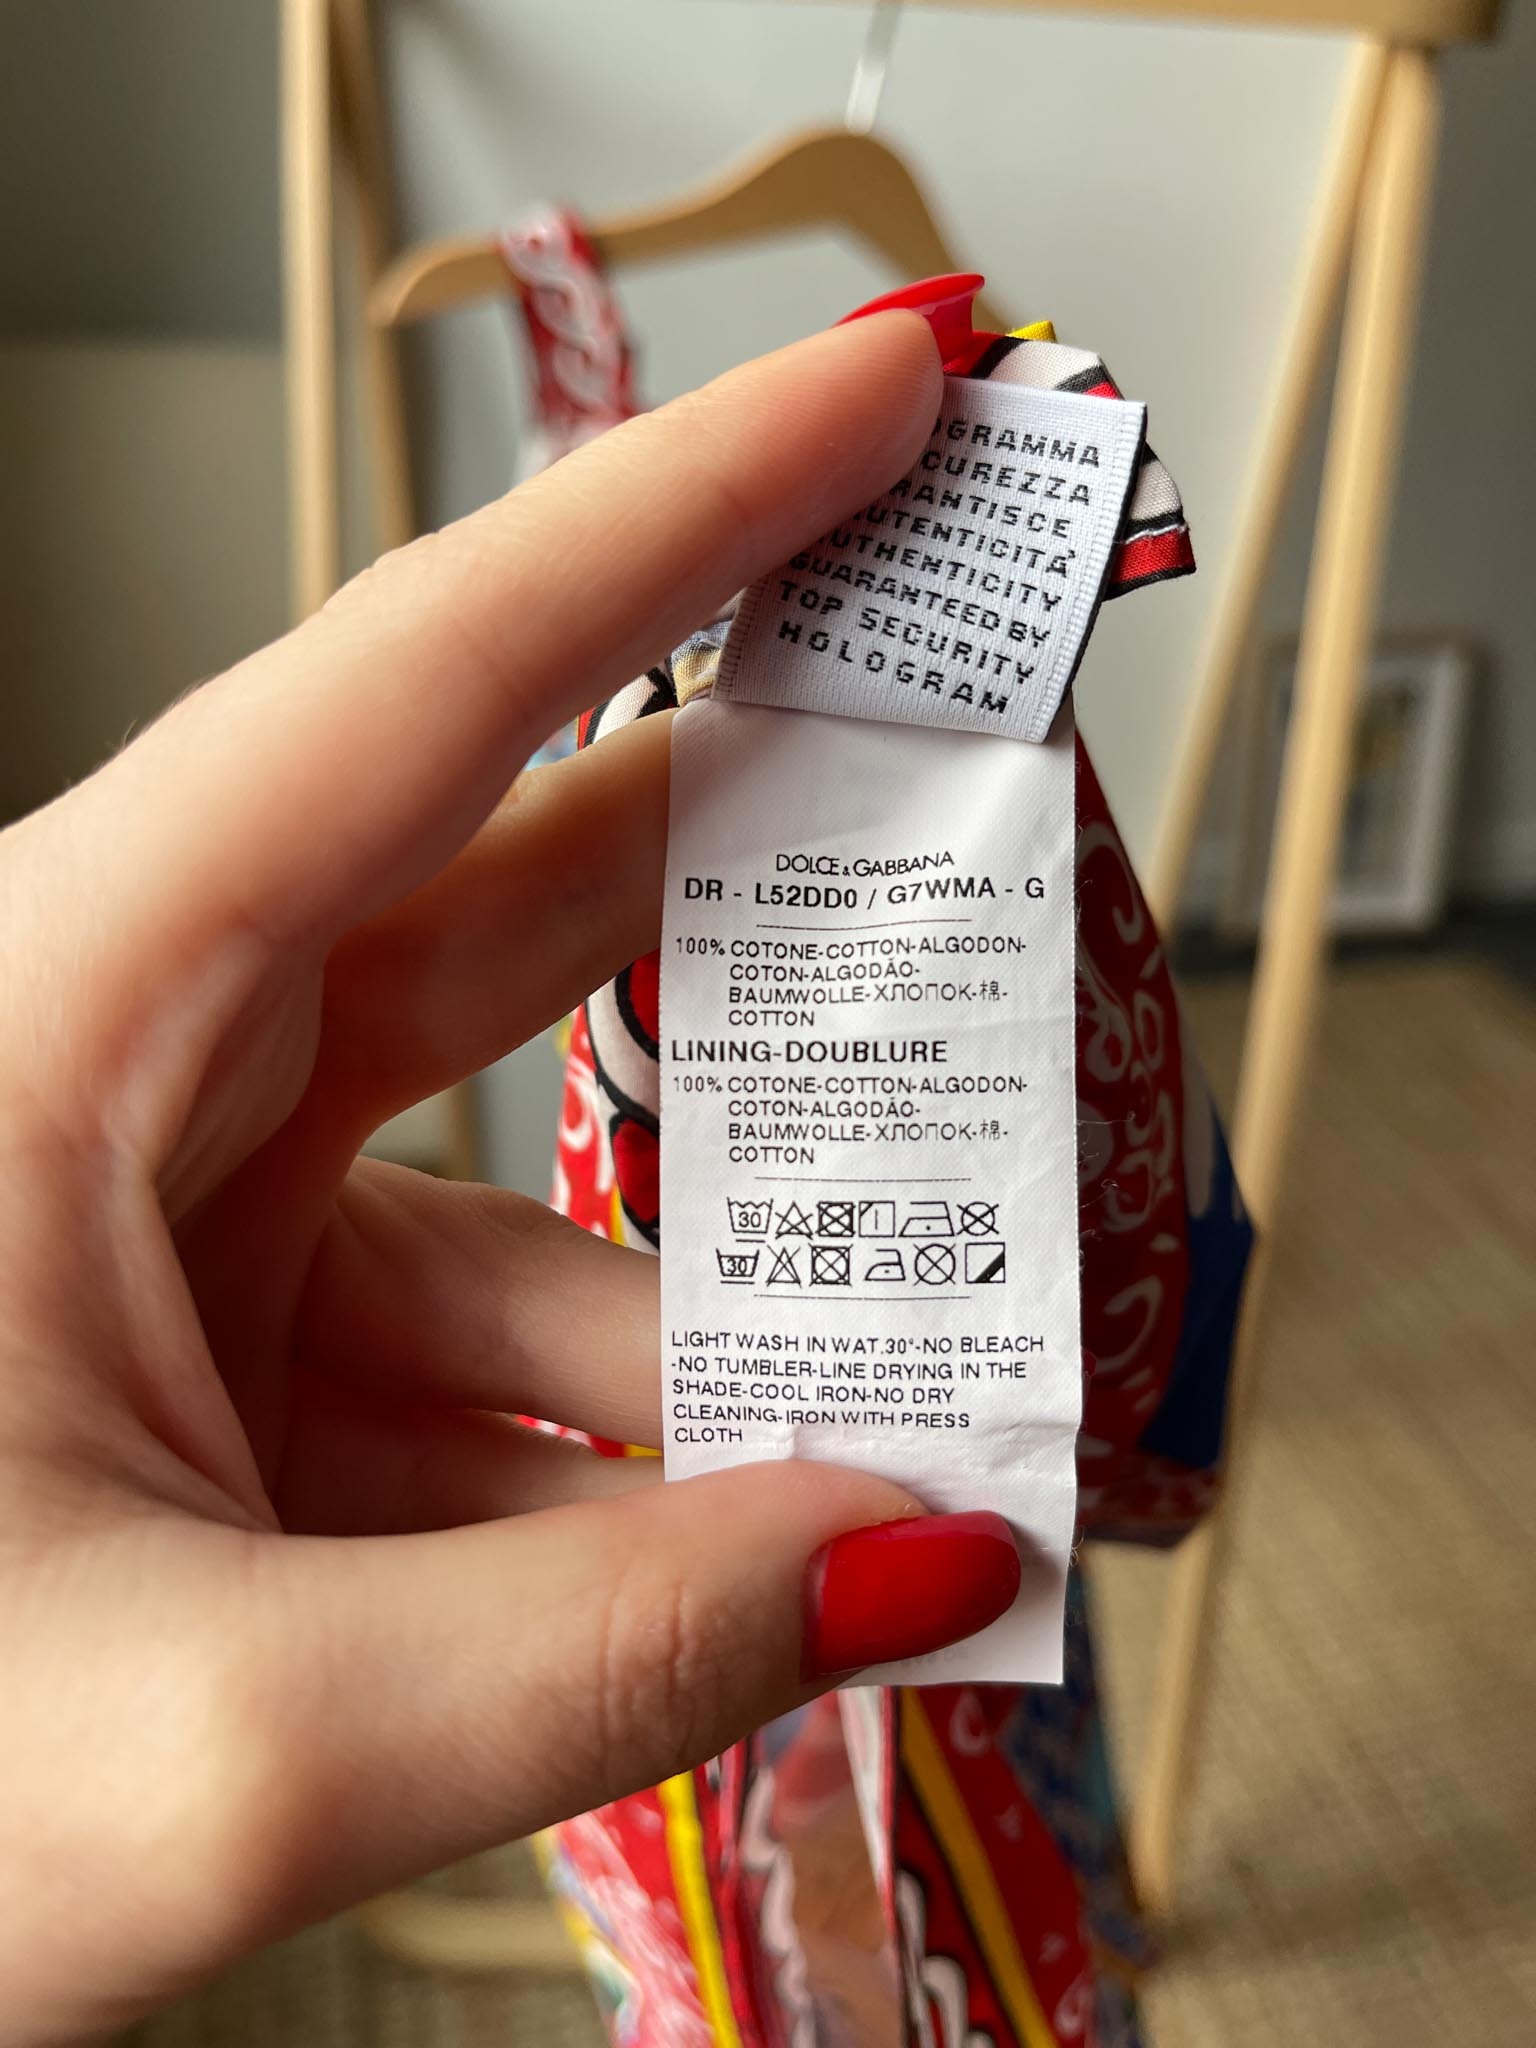 GRAMMA
CUREZZA
RANTISCE
UTENTICITÀ
UTHENTICITY
GUARANTEED BY
TOP SECURITY
HOLOGRAM
DOLCE & GABBANA
DR - L52DD0 / G7WMA - G
100% COTONE-COTTON-ALGODON-
COTON-ALGODÃO-
BAUMWOLLE-ХЛОПОК-棉-
COTTON
LINING-DOUBLURE
100% COTONE-COTTON-ALGODON-
COTON-ALGODÃO-
BAUMWOLLE-ХЛОПОК-棉-
COTTON
30
30
LIGHT WASH IN WAT.30°-NO BLEACH
-NO TUMBLER-LINE DRYING IN THE
SHADE-COOL IRON-NO DRY
CLEANING-IRON WITH PRESS
CLOTH